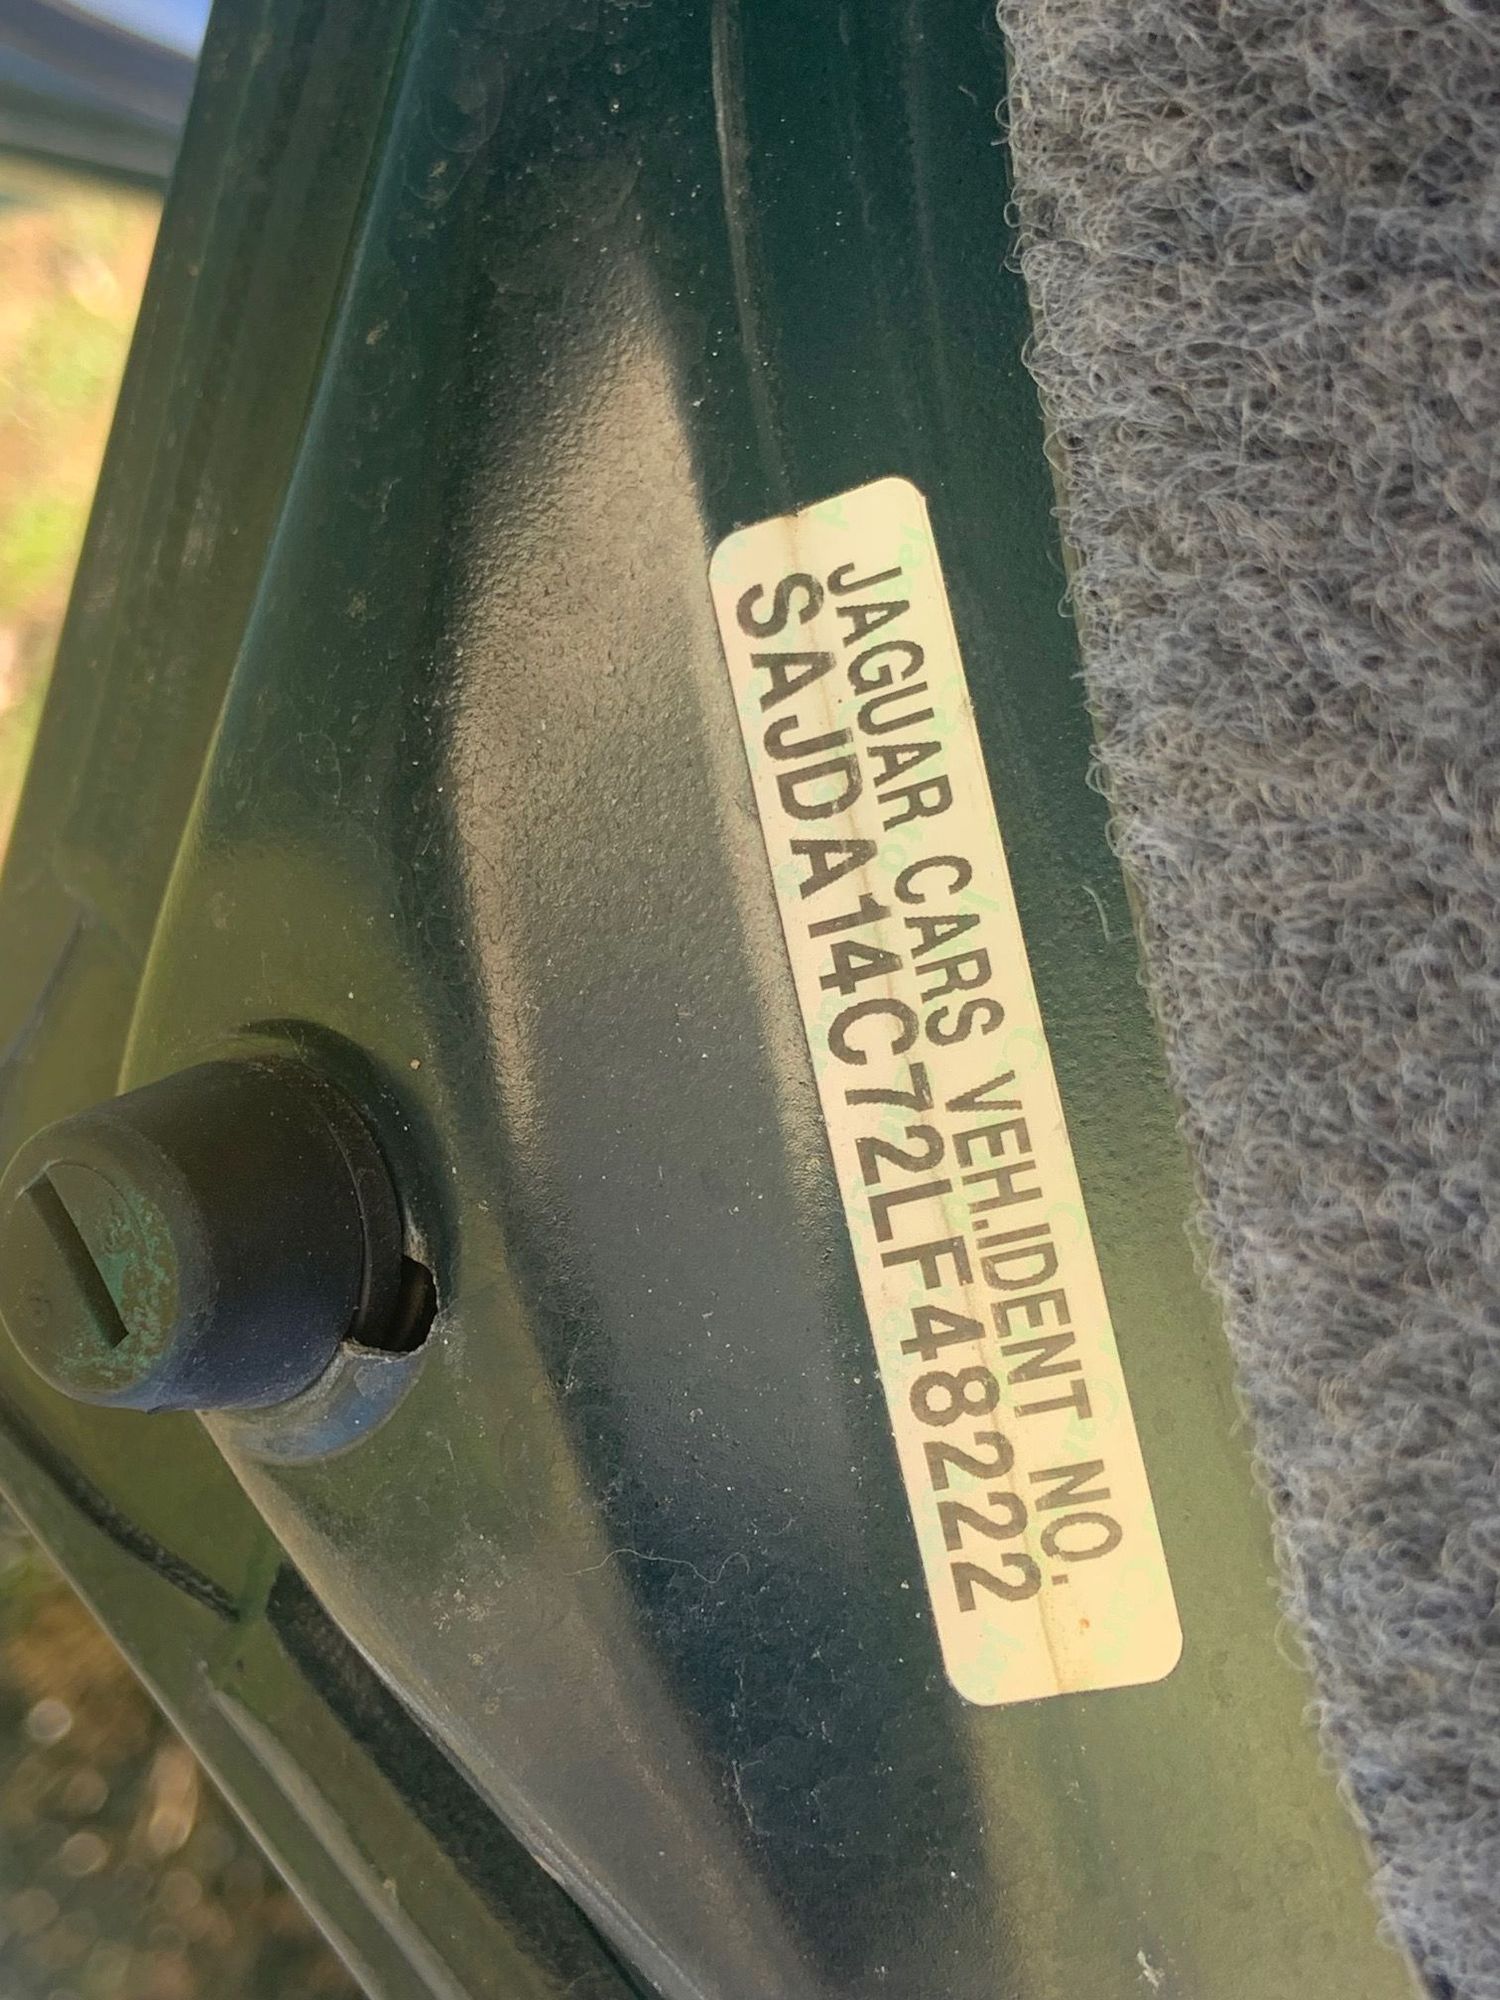 JAGUAR CARS VEH.IDENT NO.
SAJDA14C72LF48222